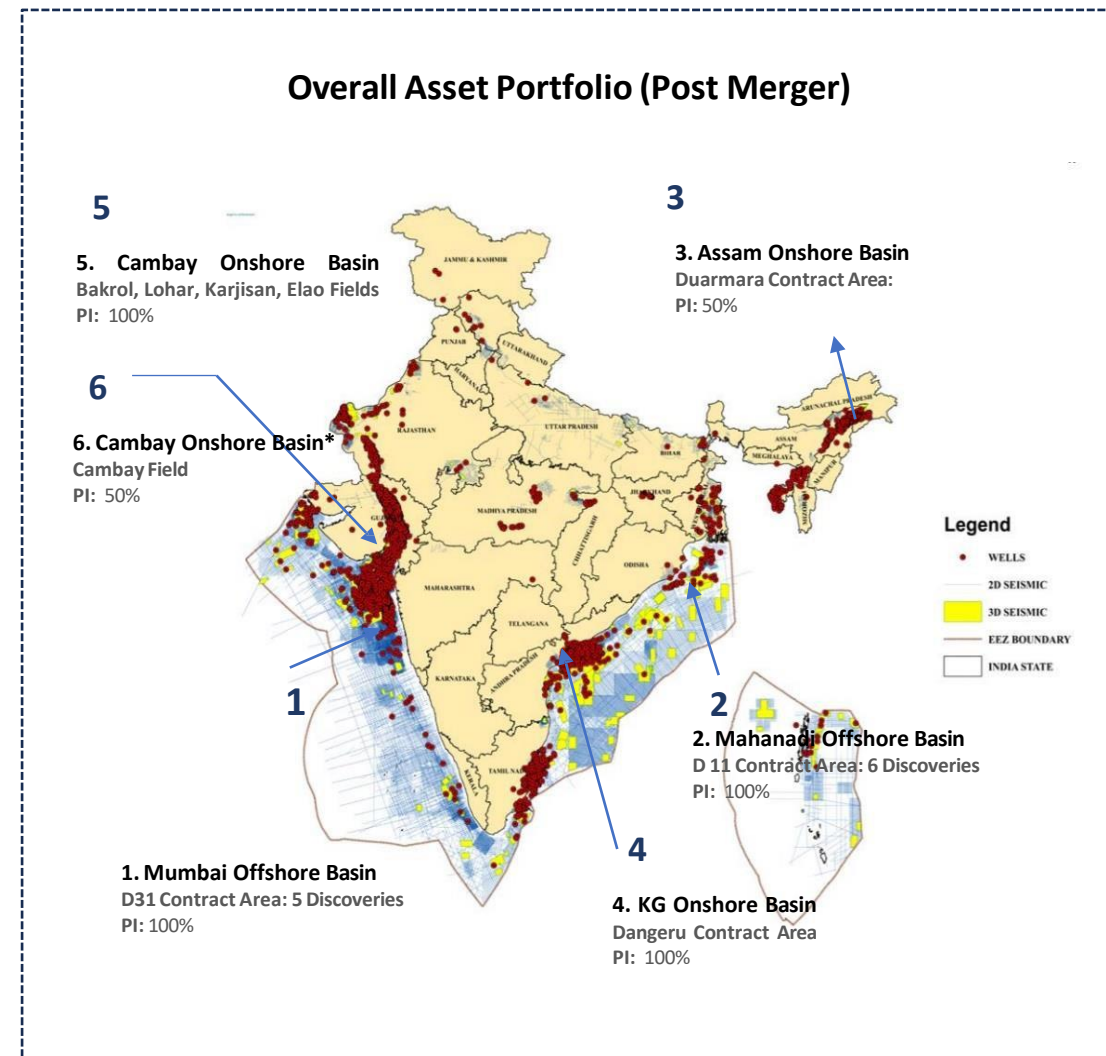 Overall Asset Portfolio (Post Merger)
5
5. Cambay Onshore Basin
Bakrol, Lohar, Karjisan, Elao Fields
PI: 100%
3
3. Assam Onshore Basin
Duarmara Contract Area:
PI: 50%
6
6. Cambay Onshore Basin*
Cambay Field
PI: 50%
JAMMU & KASHMIR
PUNJAB
UTTARAKHAND
HARYANA
RAJASTHAN
UTTAR PRADESH
BIHAR
ARUNACHAL PRADESH
ASSAM
MEGHALAYA
MANIPUR
MIZORAM
JHARKHAND
MADHYA PRADESH
CHHATTISGARH
ODISHA
MAHARASHTRA
TELANGANA
ANDHRA PRADESH
KARNATAKA
TAMIL NAD
KERALA
Legend
WELLS
2D SEISMIC
3D SEISMIC
EEZ BOUNDARY
INDIA STATE
1
2
2. Mahanadi Offshore Basin
D 11 Contract Area: 6 Discoveries
PI: 100%
4
1. Mumbai Offshore Basin
D31 Contract Area: 5 Discoveries
PI: 100%
4. KG Onshore Basin
Dangeru Contract Area
PI: 100%